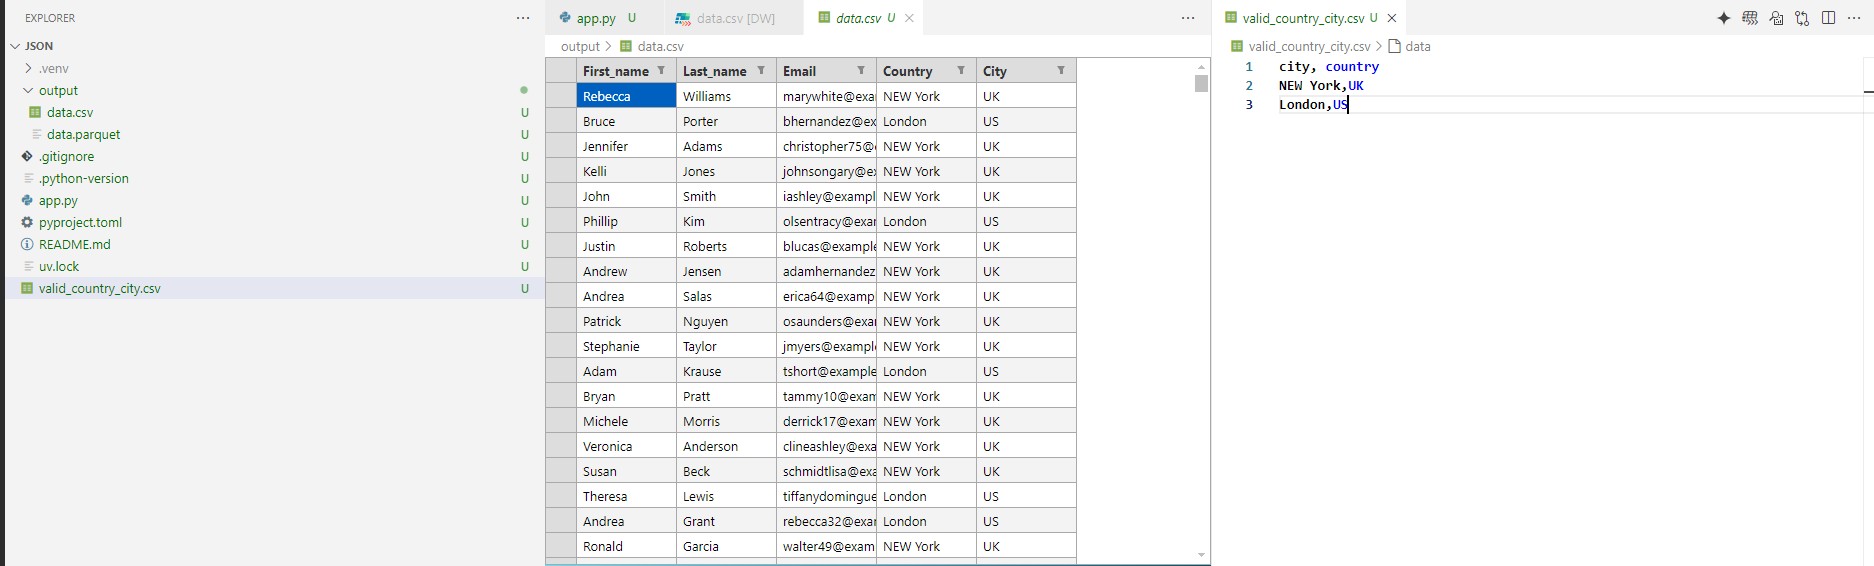 EXPLORER
JSON
.venv
output
data.csv U
data.parquet U
.gitignore U
.python-version U
app.py U
pyproject.toml U
README.md U
uv.lock U
valid_country_city.csv U
app.py U
data.csv [DW]
data.csv U
output > data.csv
First_name Last_name Email Country City
Rebecca Williams marywhite@exa NEW York UK
Bruce Porter bhernandez@ex London US
Jennifer Adams christopher75@ NEW York UK
Kelli Jones johnsongary@ex NEW York UK
John Smith iashley@exampl NEW York UK
Phillip Kim olsentracy@exa London US
Justin Roberts blucas@example NEW York UK
Andrew Jensen adamhernandez NEW York UK
Andrea Salas erica64@examp NEW York UK
Patrick Nguyen osaunders@exa NEW York UK
Stephanie Taylor jmyers@exampl NEW York UK
Adam Krause tshort@example London US
Bryan Pratt tammy10@exam NEW York UK
Michele Morris derrick17@exam NEW York UK
Veronica Anderson clineashley@exa NEW York UK
Susan Beck schmidtlisa@exa NEW York UK
Theresa Lewis tiffanydomingue London US
Andrea Grant rebecca32@exa London US
Ronald Garcia walter49@exam NEW York UK
valid_country_city.csv U
valid_country_city.csv > data
1 city, country
2 NEW York,UK
3 London,US